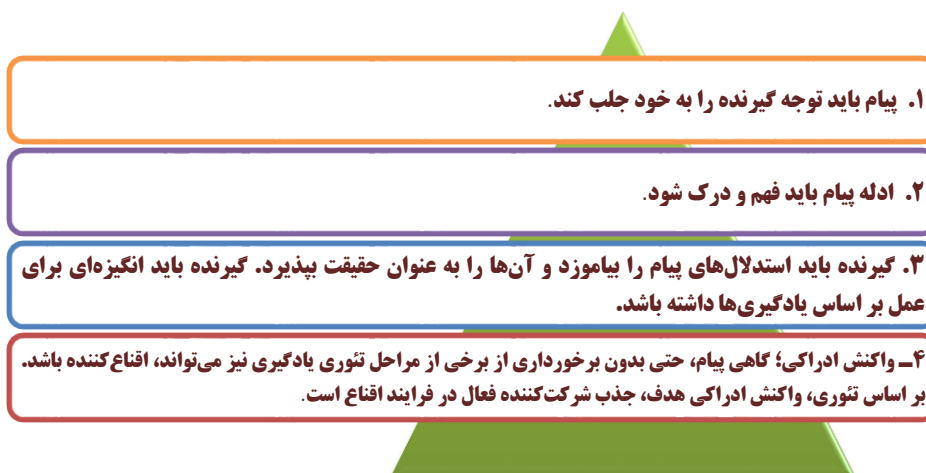 ۱. پیام باید توجه گیرنده را به خود جلب کند.
۲. ادله پیام باید فهم و درک شود.
۳. گیرنده باید استدلال‌های پیام را بیاموزد و آن‌ها را به عنوان حقیقت بپذیرد. گیرنده باید انگیزه‌ای برای
عمل بر اساس یادگیری‌ها داشته باشد.
۴ـ واکنش ادراکی؛ گاهی پیام، حتی بدون برخورداری از برخی از مراحل تئوری یادگیری نیز می‌تواند، اقناع‌کننده باشد.
بر اساس تئوری، واکنش ادراکی هدف، جذب شرکت‌کننده فعال در فرایند اقناع است.